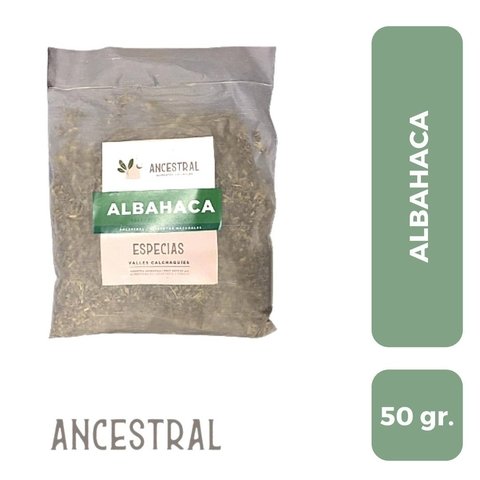 ANCESTRAL
ALBAHACA
ESPECIAS
VALLES CALCHAQUÍES
ANCESTRAL
ALBAHACA
50 gr.